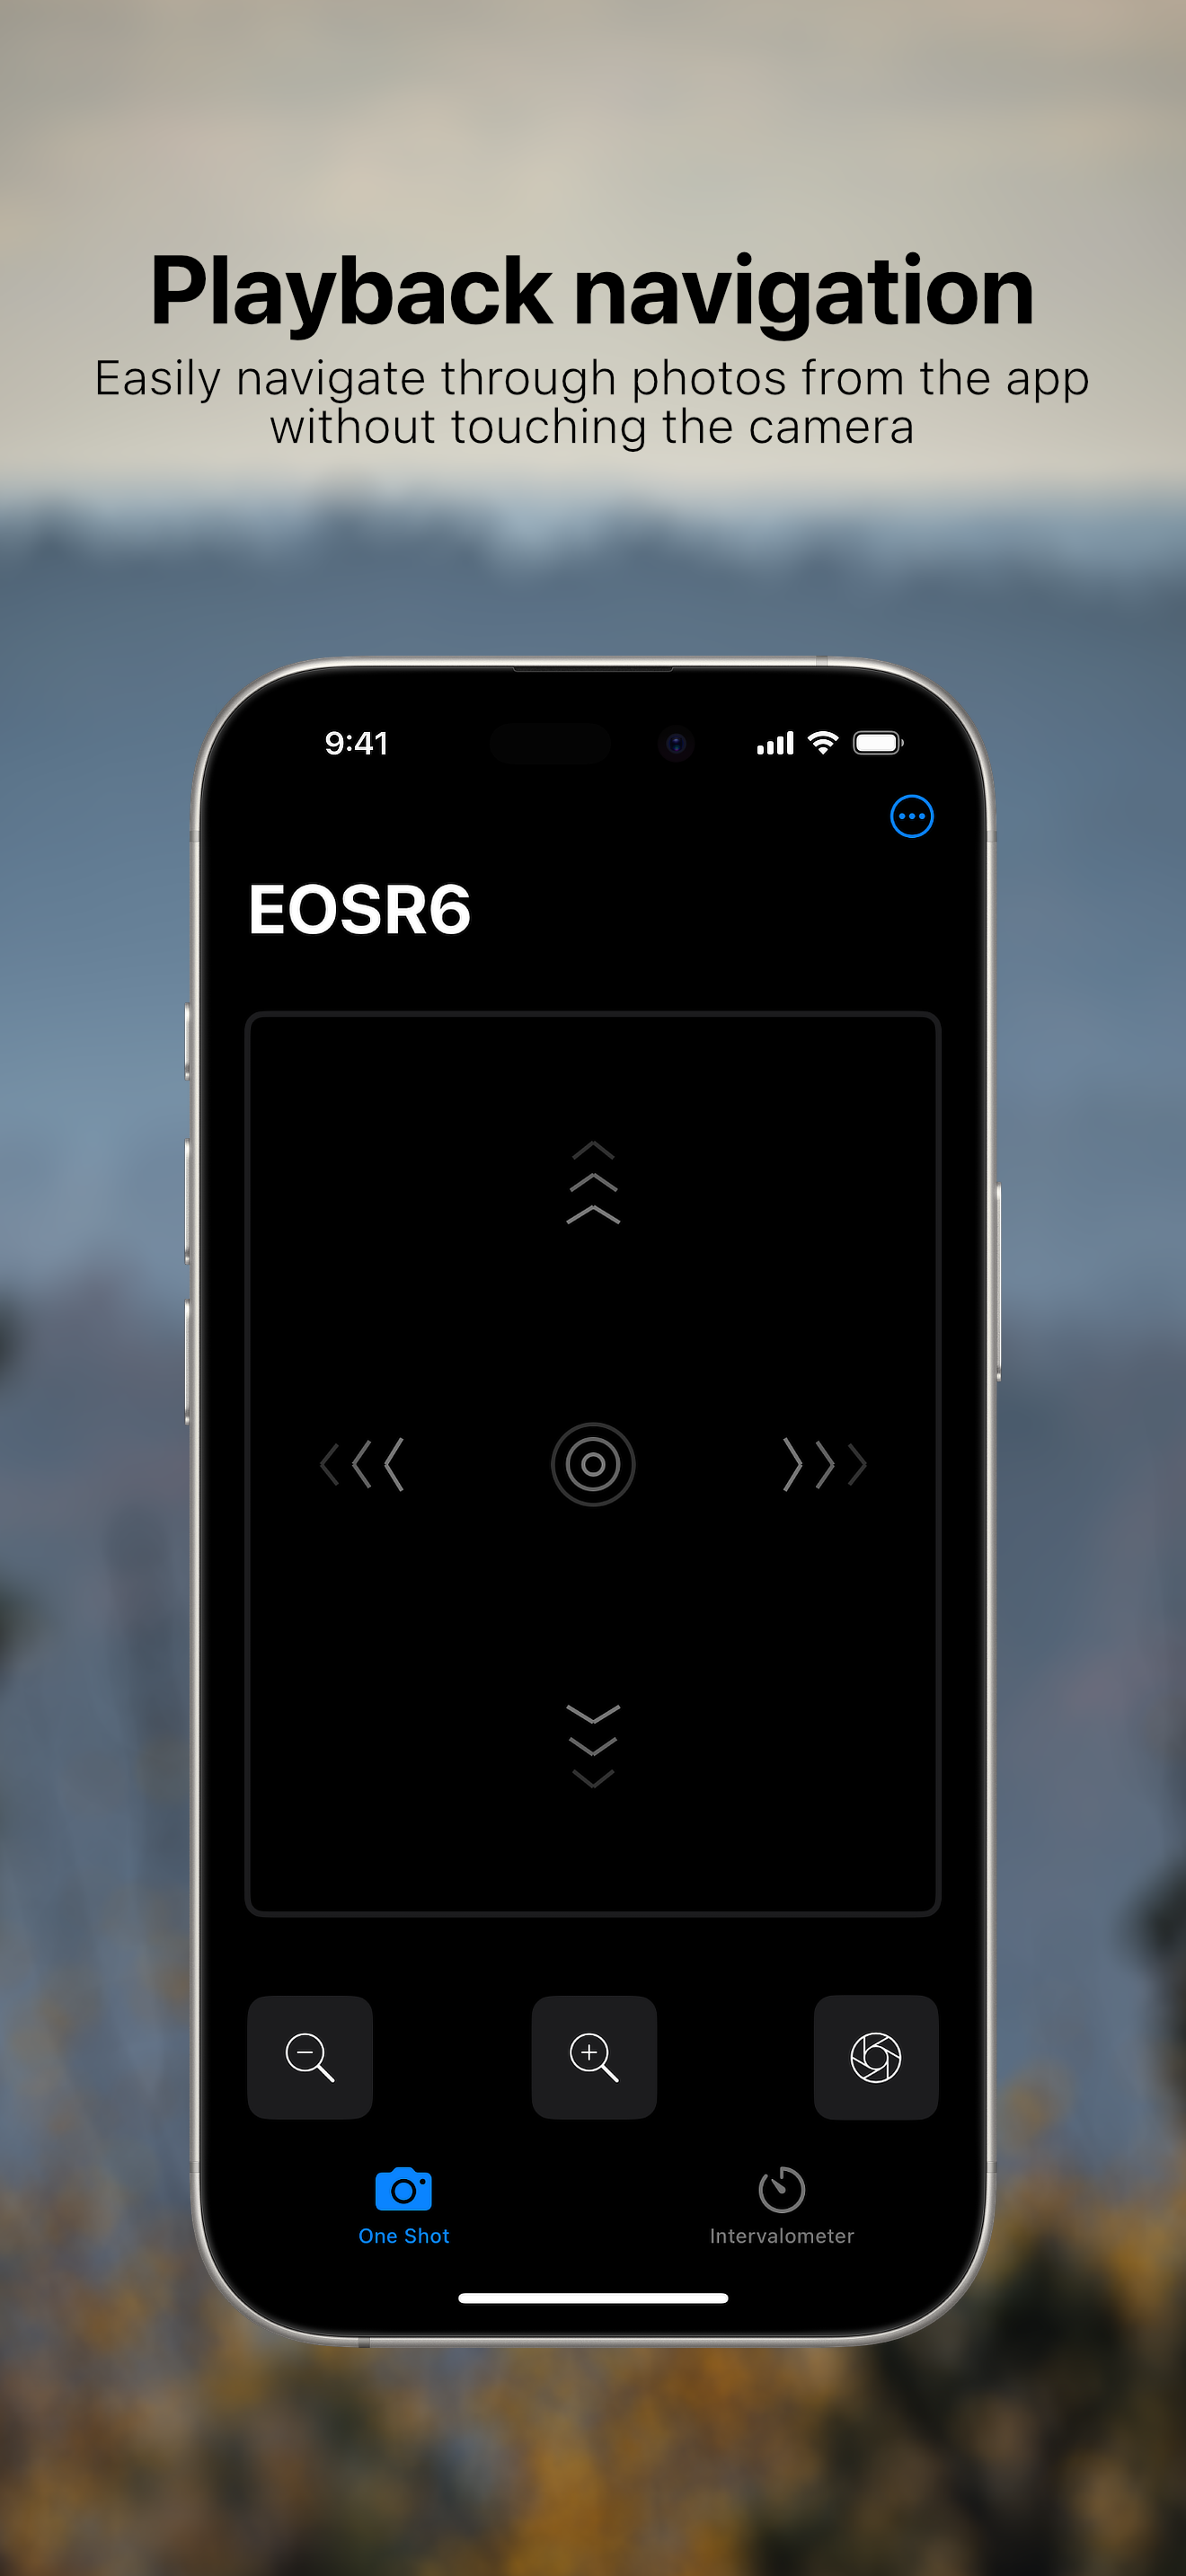 Playback navigation
Easily navigate through photos from the app
without touching the camera
9:41
EOSR6
One Shot
Intervalometer